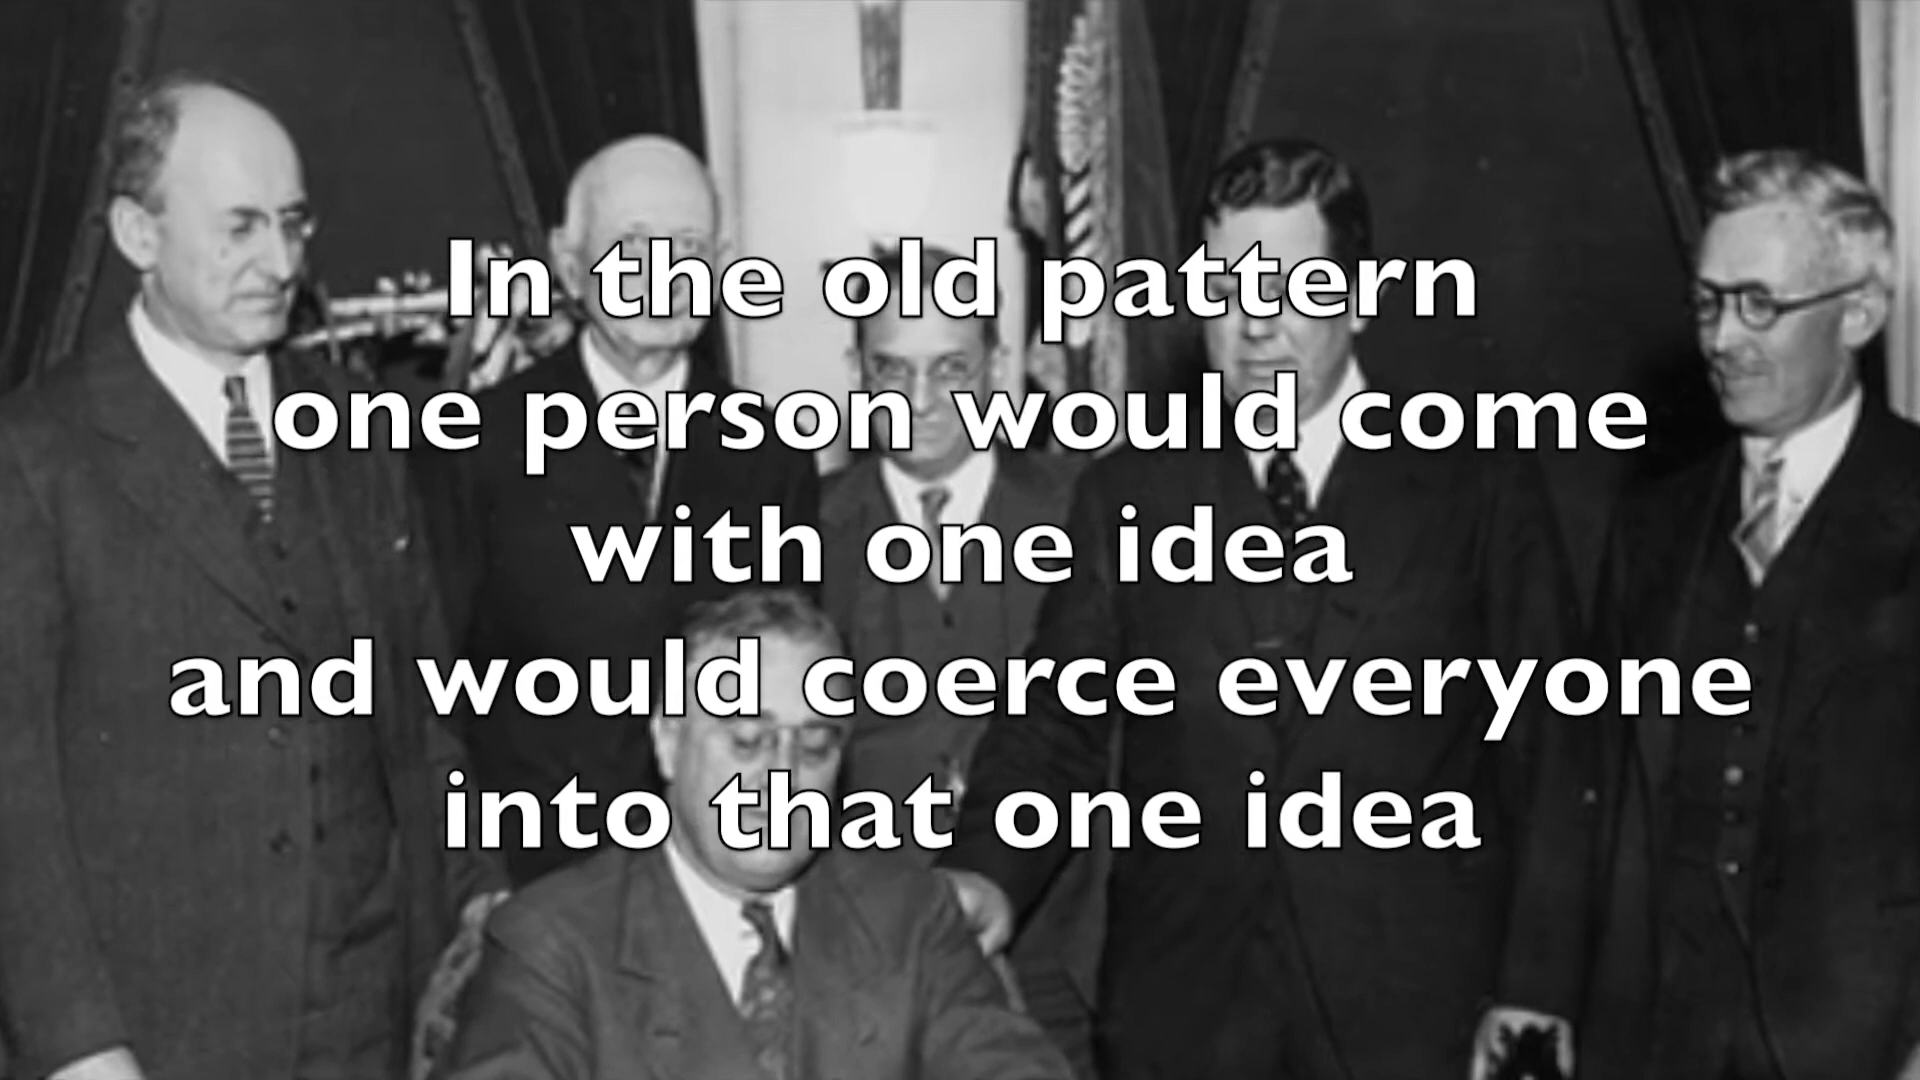 In the old pattern
one person would come
with one idea
and would coerce everyone
into that one idea